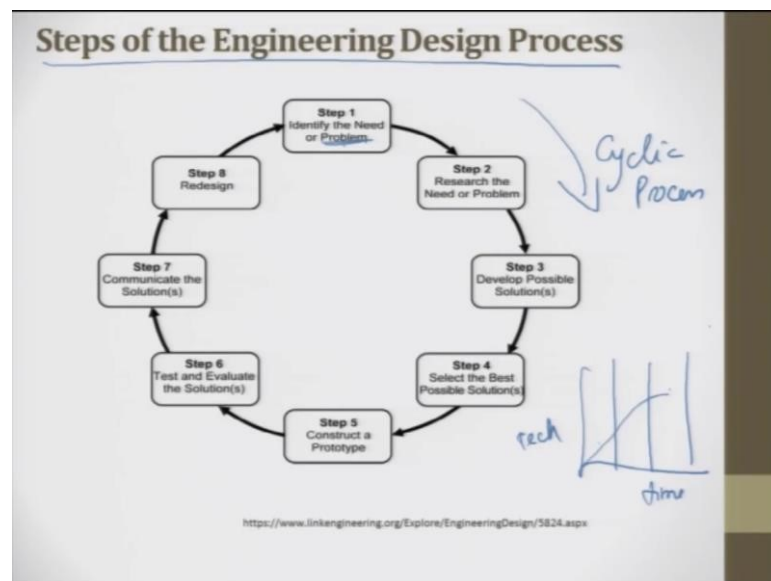 Steps of the Engineering Design Process
Step 1
Identify the Need
or Problem
Step 2
Research the
Need or Problem
Step 3
Develop Possible
Solution(s)
Step 4
Select the Best
Possible Solution(s)
Step 5
Construct a
Prototype
Step 6
Test and Evaluate
the Solution(s)
Step 7
Communicate the
Solution(s)
Step 8
Redesign
Cyclic
Process
Tech
time
https://www.linkengineering.org/Explore/EngineeringDesign/5824.aspx